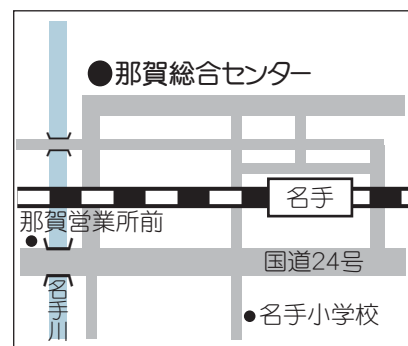 那賀総合センター
名手
那賀営業所前
国道24号
名手川
名手小学校